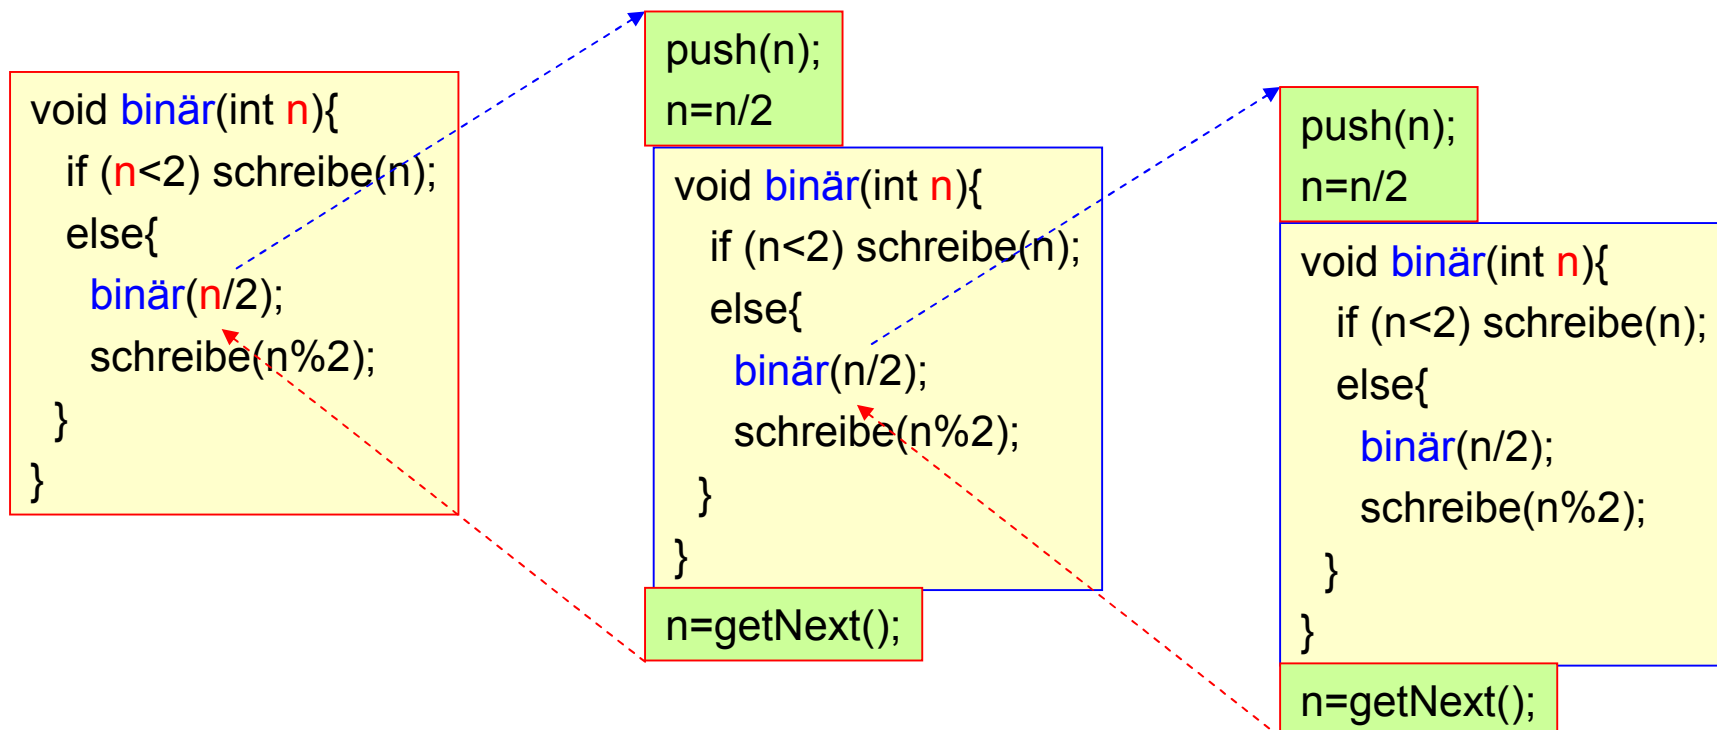 void binär(int n){
if (n<2) schreibe(n);
else{
binär(n/2);
schreibe(n%2);
}
}
push(n);
n=n/2
void binär(int n){
if (n<2) schreibe(n);
else{
binär(n/2);
schreibe(n%2);
}
}
n=getNext();
push(n);
n=n/2
void binär(int n){
if (n<2) schreibe(n);
else{
binär(n/2);
schreibe(n%2);
}
}
n=getNext();